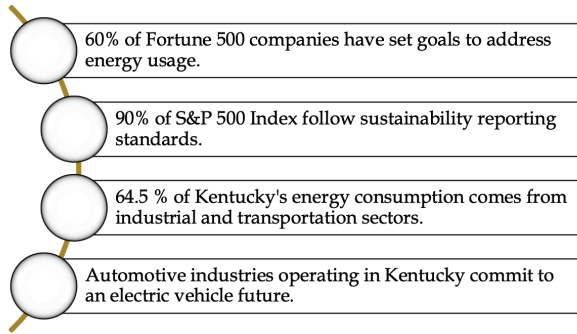 60% of Fortune 500 companies have set goals to address
energy usage.
90% of S&P 500 Index follow sustainability reporting
standards.
64.5 % of Kentucky's energy consumption comes from
industrial and transportation sectors.
Automotive industries operating in Kentucky commit to
an electric vehicle future.